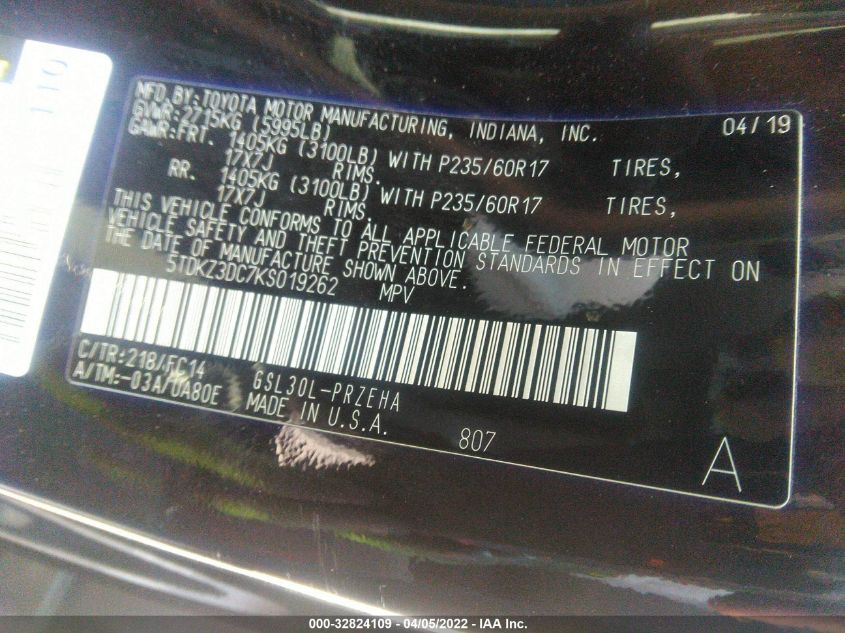 110
MFD.BY:TOYOTA MOTOR MANUFACTURING, INDIANA, INC. 04/19
GVWR:2715KG (5995LB)
GAWR:FRT. 1405KG (3100LB) WITH P235/60R17 TIRES,
17X7J RIMS.
RR. 1405KG (3100LB) WITH P235/60R17 TIRES,
17X7J RIMS.
THIS VEHICLE CONFORMS TO ALL APPLICABLE FEDERAL MOTOR
VEHICLE SAFETY AND THEFT PREVENTION STANDARDS IN EFFECT ON
THE DATE OF MANUFACTURE SHOWN ABOVE.
5TDKZ3DC7KS019262 MPV
C/TR:218/FC14
A/TM:-03A/UA80E GSL30L-PRZEHA
MADE IN U.S.A.
807
A
000-32824109 - 04/05/2022 - IAA Inc.